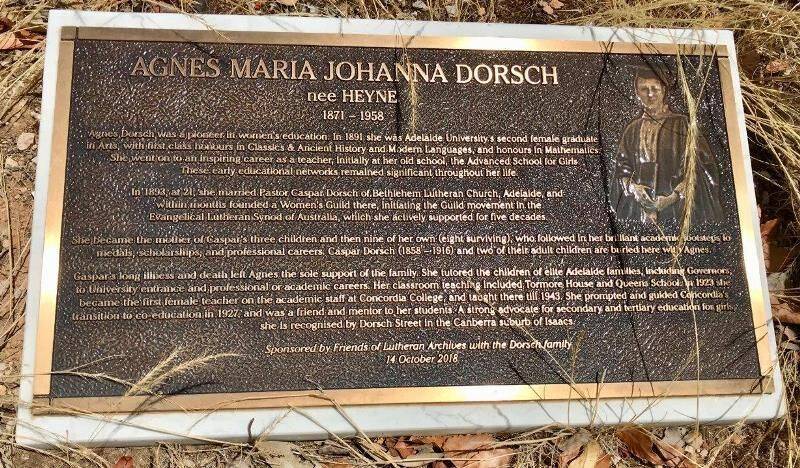 AGNES MARIA JOHANNA DORSCH
nee HEYNE
1871 – 1958
Agnes Dorsch was a pioneer in women's education. In 1891 she was Adelaide University's second female graduate
in Arts, with first class honours in Classics & Ancient History and Modern Languages, and honours in Mathematics.
She went on to an inspiring career as a teacher, initially at her old school, the Advanced School for Girls.
These early educational networks remained significant throughout her life.
In 1893, at 21, she married Pastor Caspar Dorsch of Bethlehem Lutheran Church, Adelaide, and
within months founded a Women's Guild there, initiating the Guild movement in the
Evangelical Lutheran Synod of Australia, which she actively supported for five decades.
She became the mother of Caspar's three children and then nine of her own (eight surviving), who followed in her brilliant academic footsteps to
medals, scholarships, and professional careers. Caspar Dorsch (1858 – 1916) and two of their adult children are buried here with Agnes.
Caspar's long illness and death left Agnes the sole support of the family. She tutored the children of elite Adelaide families, including Governors,
to University entrance and professional or academic careers. Her classroom teaching included Tormore House and Queens School. In 1923 she
became the first female teacher on the academic staff at Concordia College, and taught there till 1943. She prompted and guided Concordia's
transition to co-education in 1927, and was a friend and mentor to her students. A strong advocate for secondary and tertiary education for girls,
she is recognised by Dorsch Street in the Canberra suburb of Isaacs.
Sponsored by Friends of Lutheran Archives with the Dorsch family
14 October 2018